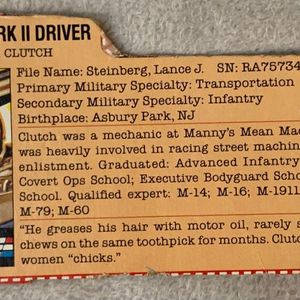 RK II DRIVER
CLUTCH
File Name: Steinberg, Lance J. SN: RA75734
Primary Military Specialty: Transportation
Secondary Military Specialty: Infantry
Birthplace: Asbury Park, NJ
Clutch was a mechanic at Manny's Mean Ma
was heavily involved in racing street machin
enlistment. Graduated: Advanced Infantry
Covert Ops School; Executive Bodyguard Scho
School. Qualified expert: M-14; M-16; M-1911
M-79; M-60
"He greases his hair with motor oil, rarely s
chews on the same toothpick for months. Clutc
women "chicks."